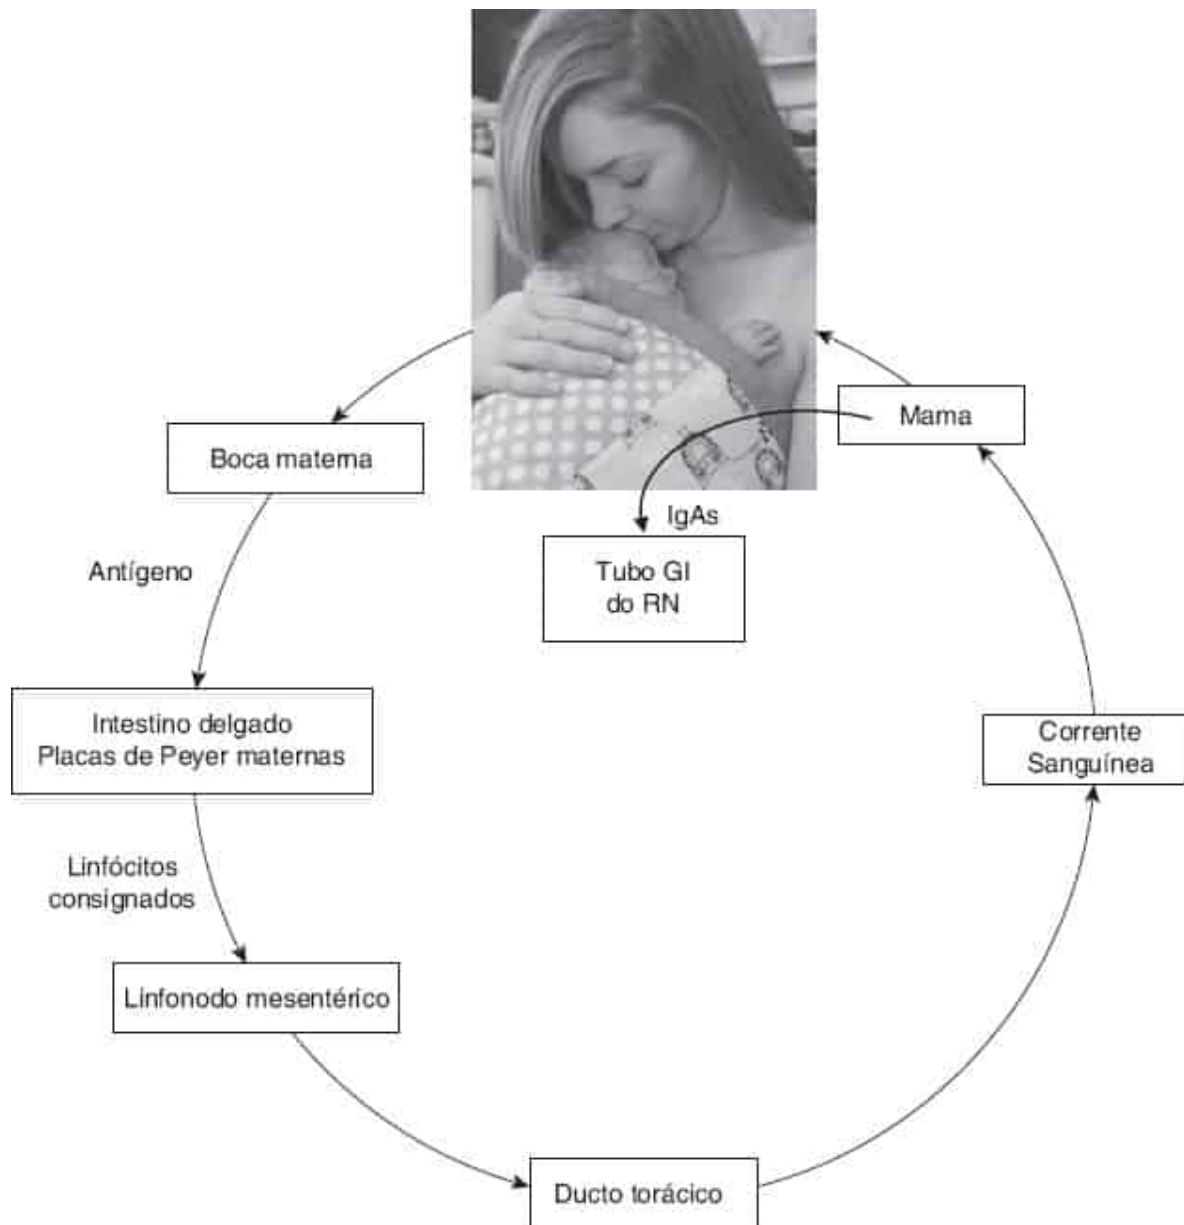 Boca materna
Mama
IgAs
Tubo GI
do RN
Antígeno
Intestino delgado
Placas de Peyer maternas
Corrente
Sanguínea
Linfócitos
consignados
Linfonodo mesentérico
Ducto torácico